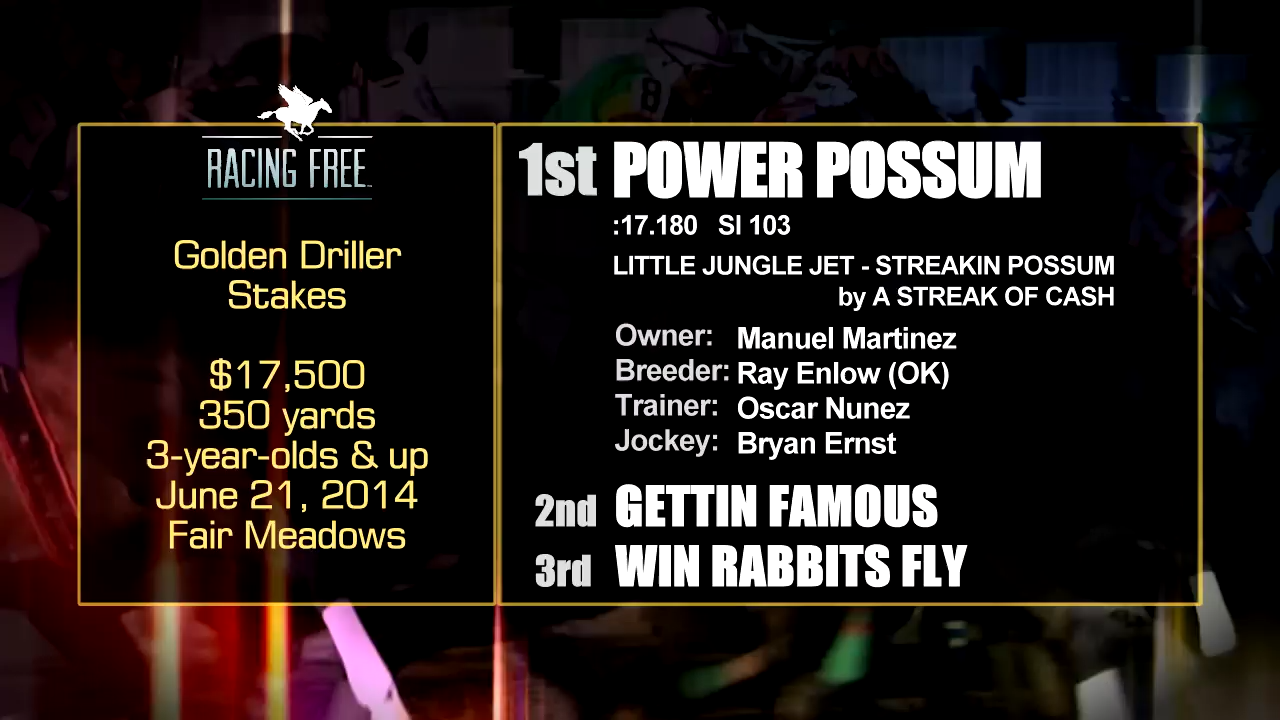 RACING FREE
Golden Driller
Stakes
$17,500
350 yards
3-year-olds & up
June 21, 2014
Fair Meadows
1st POWER POSSUM
:17.180 SI 103
LITTLE JUNGLE JET - STREAKIN POSSUM
by A STREAK OF CASH
Owner: Manuel Martinez
Breeder: Ray Enlow (OK)
Trainer: Oscar Nunez
Jockey: Bryan Ernst
2nd GETTIN FAMOUS
3rd WIN RABBITS FLY